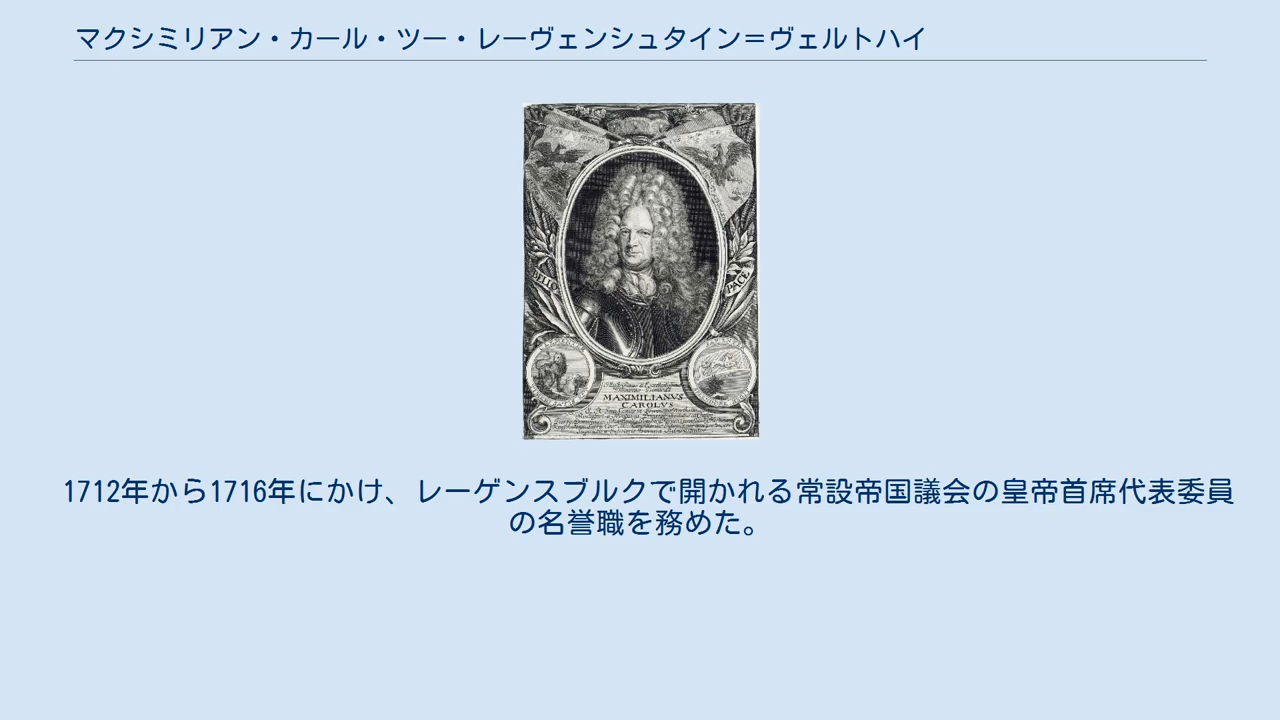 マクシミリアン・カール・ツー・レーヴェンシュタイン＝ヴェルトハイ
BELLO
PACE
MAXIMILIANVS
CAROLVS
1712年から1716年にかけ、レーゲンスブルクで開かれる常設帝国議会の皇帝首席代表委員
の名誉職を務めた。